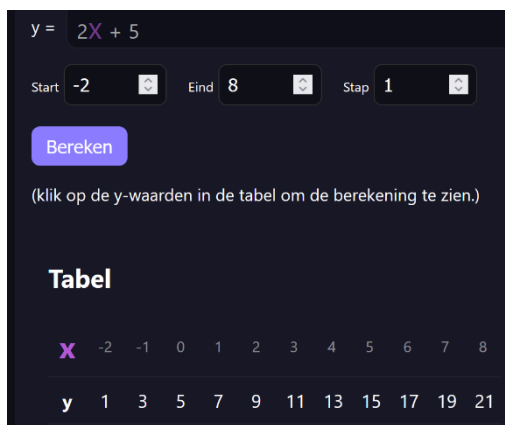 y = 2X + 5
Start -2 Eind 8 Stap 1
Bereken
(klik op de y-waarden in de tabel om de berekening te zien.)
Tabel
x -2 -1 0 1 2 3 4 5 6 7 8
y 1 3 5 7 9 11 13 15 17 19 21